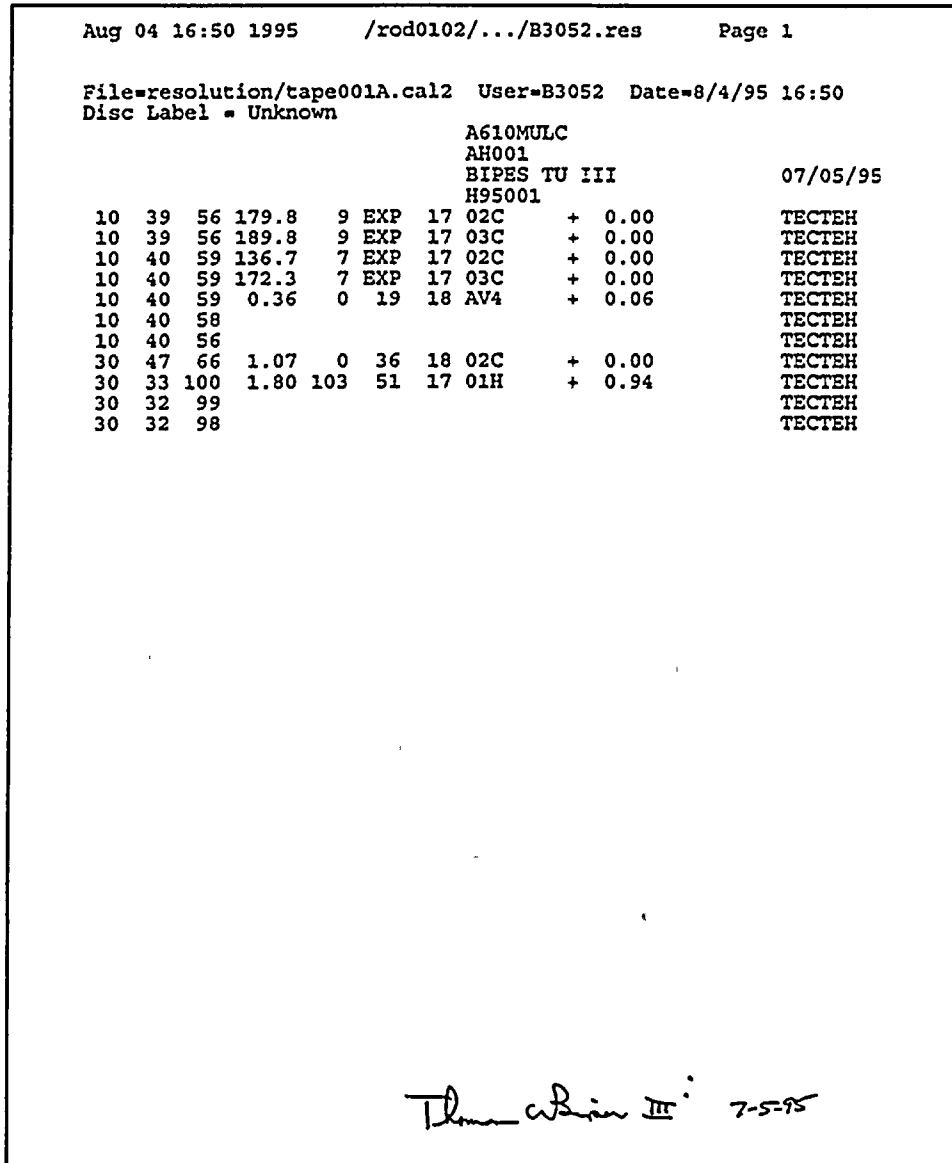 Aug 04 16:50 1995 /rod0102/.../B3052.res Page 1
File=resolution/tape001A.cal2 User=B3052 Date=8/4/95 16:50
Disc Label = Unknown
A610MULC
AH001
BIPES TU III 07/05/95
H95001
10 39 56 179.8 9 EXP 17 02C + 0.00 TECTEH
10 39 56 189.8 9 EXP 17 03C + 0.00 TECTEH
10 40 59 136.7 7 EXP 17 02C + 0.00 TECTEH
10 40 59 172.3 7 EXP 17 03C + 0.00 TECTEH
10 40 59 0.36 0 19 18 AV4 + 0.06 TECTEH
10 40 58 TECTEH
10 40 56 TECTEH
30 47 66 1.07 0 36 18 02C + 0.00 TECTEH
30 33 100 1.80 103 51 17 01H + 0.94 TECTEH
30 32 99 TECTEH
30 32 98 TECTEH
III 7-5-95